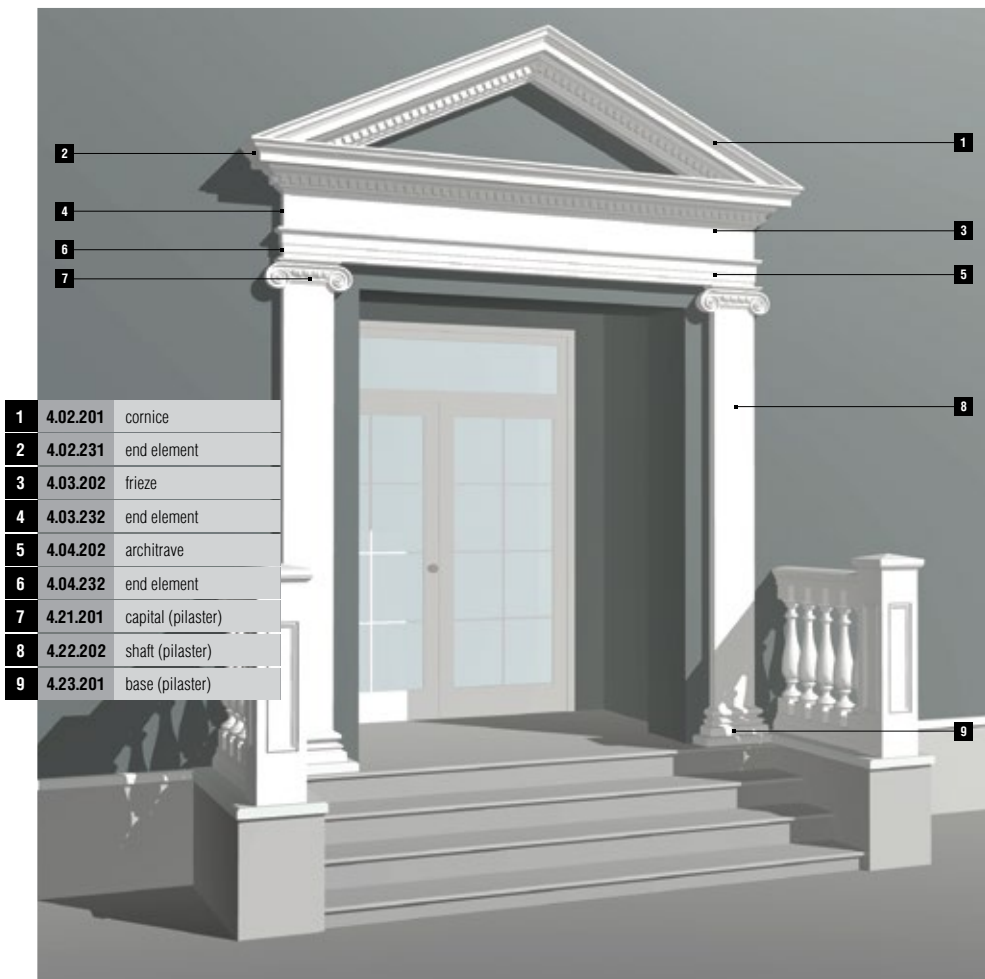 1
2
4
3
6
5
7
8
1 4.02.201 cornice
2 4.02.231 end element
3 4.03.202 frieze
4 4.03.232 end element
5 4.04.202 architrave
6 4.04.232 end element
7 4.21.201 capital (pilaster)
8 4.22.202 shaft (pilaster)
9 4.23.201 base (pilaster)
9